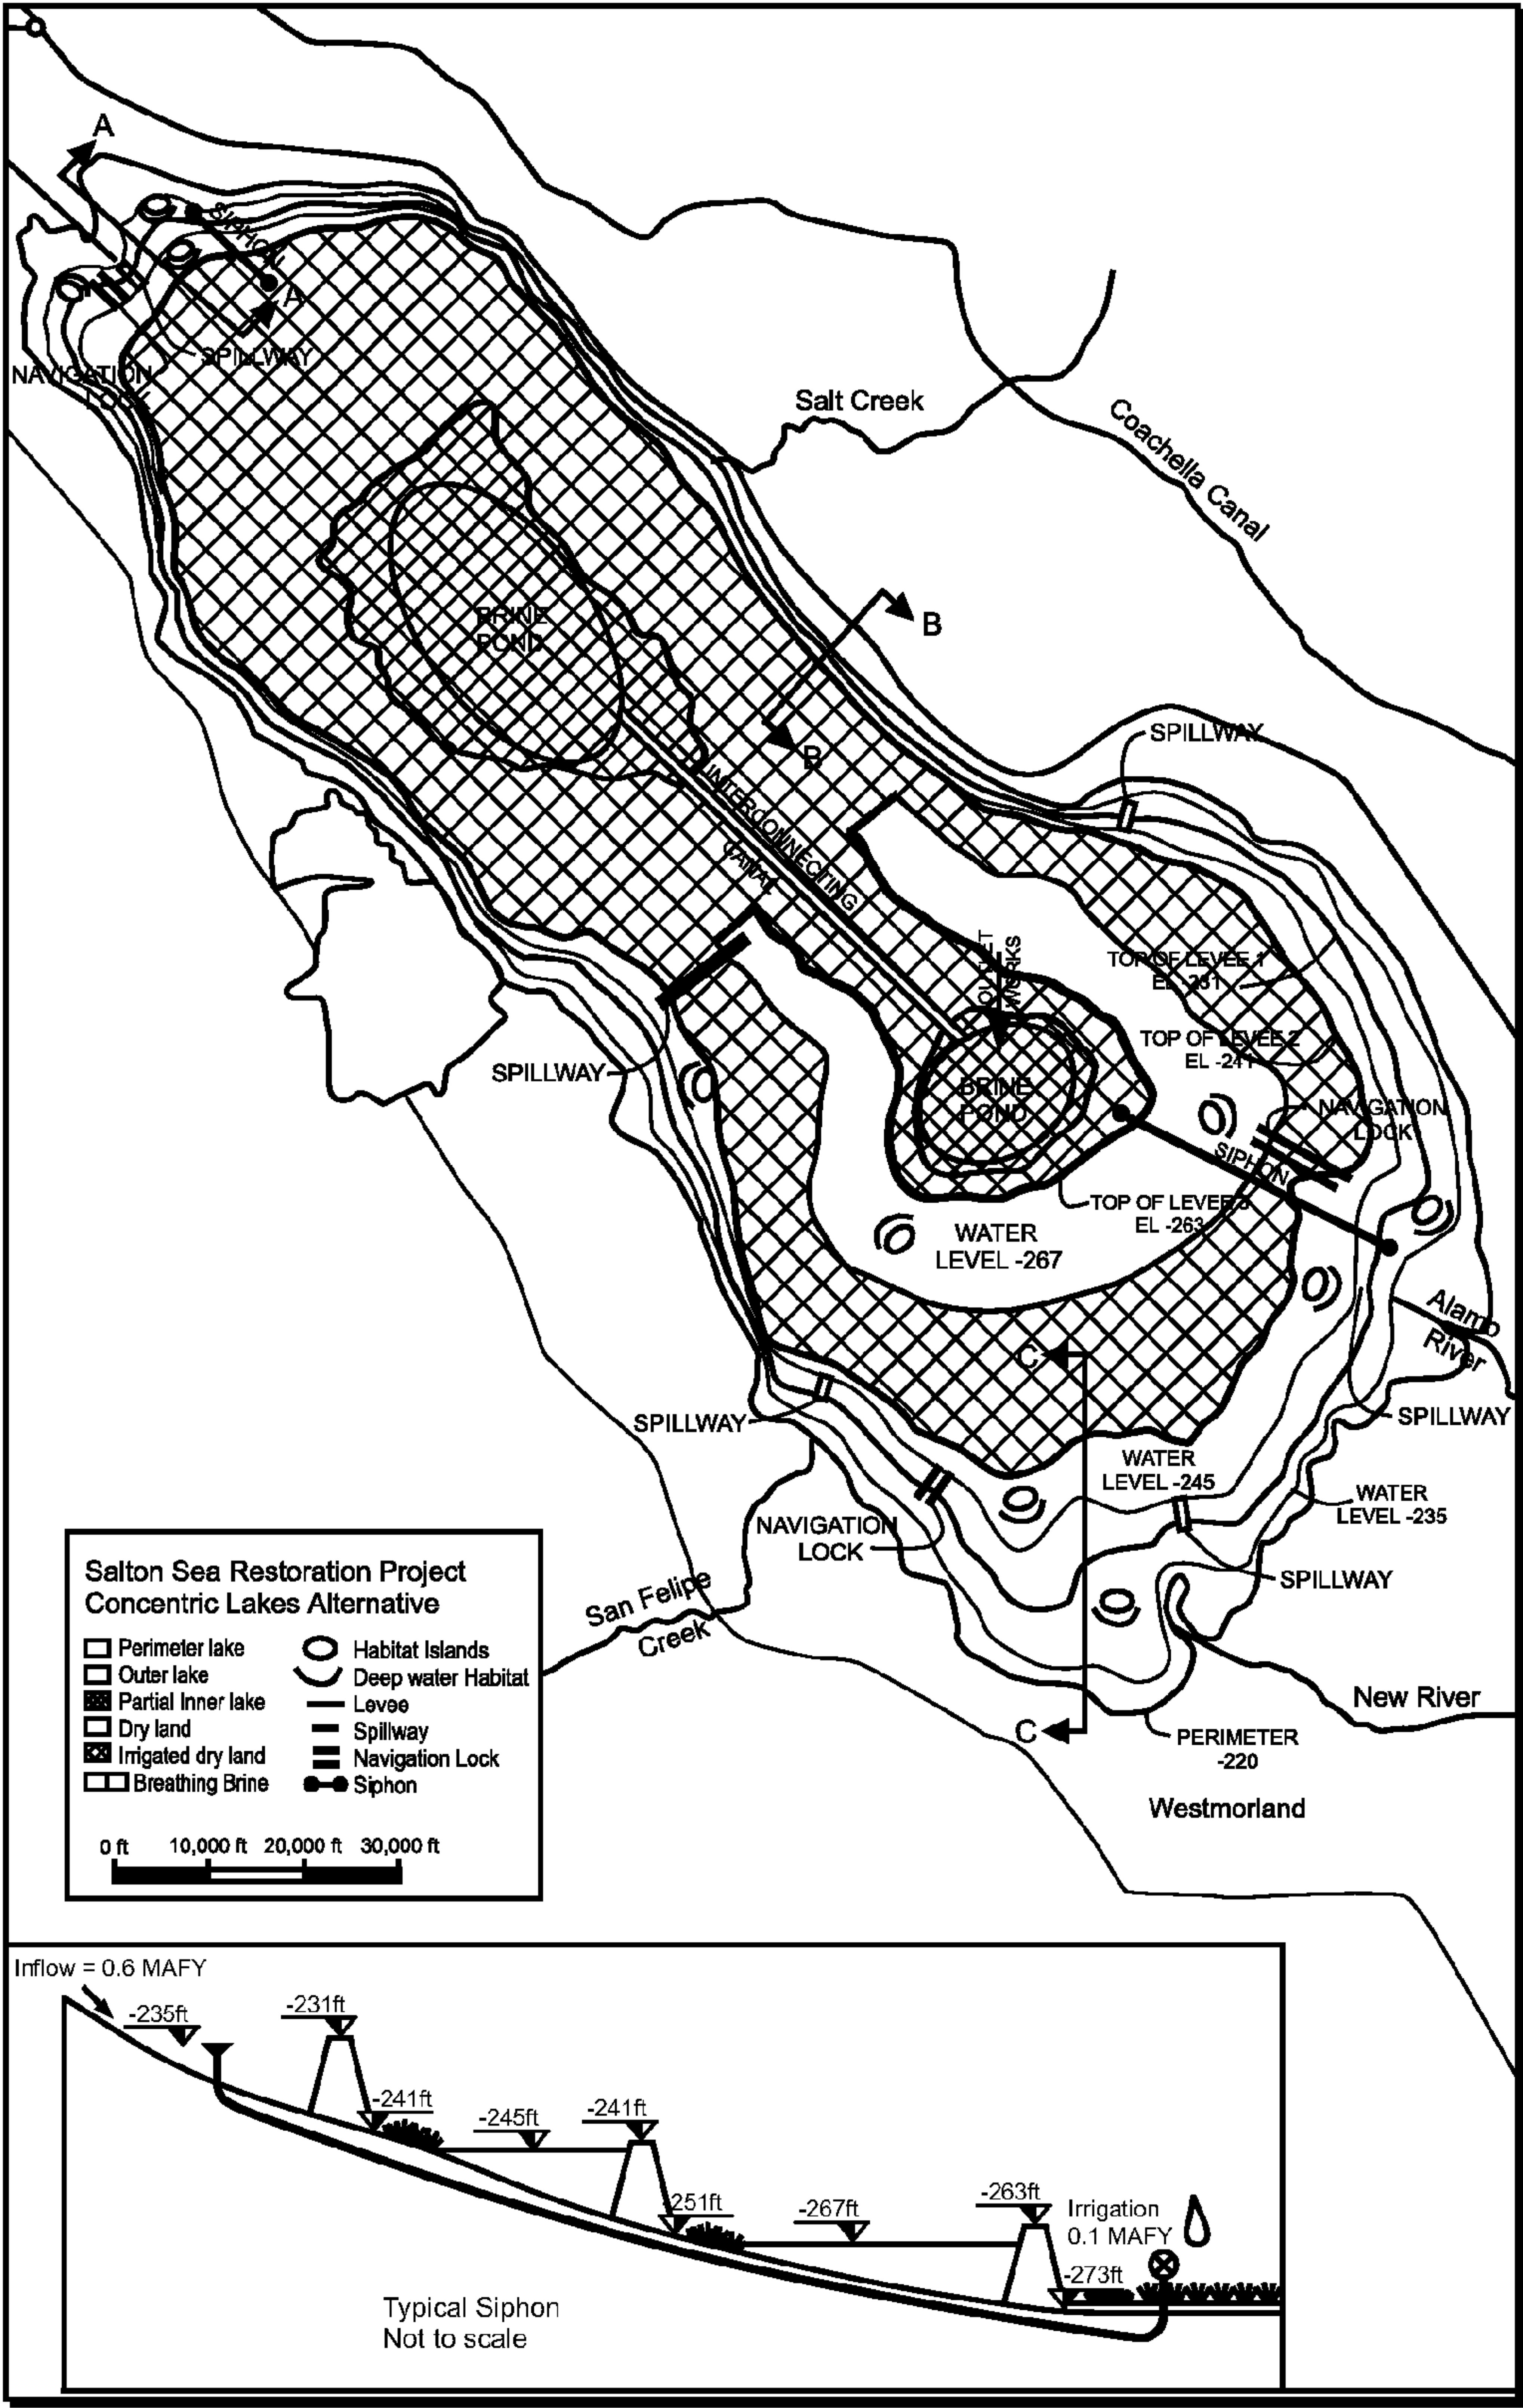 A
SIPHON
A
SPILLWAY
NAVIGATION
LOCK
Salt Creek
Coachella Canal
BRINE
POND
B
B
SPILLWAY
INTERCONNECTING
CANAL
OUTLET
WORKS
TOP OF LEVEE 1
EL -231
TOP OF LEVEE 2
EL -241
SPILLWAY
BRINE
POND
NAVIGATION
LOCK
SIPHON
TOP OF LEVEE 3
EL -263
WATER
LEVEL -267
Alamo
River
C
SPILLWAY
SPILLWAY
WATER
LEVEL -245
WATER
LEVEL -235
NAVIGATION
LOCK
SPILLWAY
San Felipe
Creek
New River
C
PERIMETER
-220
Westmorland
Salton Sea Restoration Project
Concentric Lakes Alternative
Perimeter lake
Outer lake
Partial Inner lake
Dry land
Irrigated dry land
Breathing Brine
Habitat Islands
Deep water Habitat
Levee
Spillway
Navigation Lock
Siphon
0 ft 10,000 ft 20,000 ft 30,000 ft
Inflow = 0.6 MAFY
-235ft
-231ft
-241ft
-245ft
-241ft
-251ft
-267ft
-263ft
Irrigation
0.1 MAFY
-273ft
Typical Siphon
Not to scale